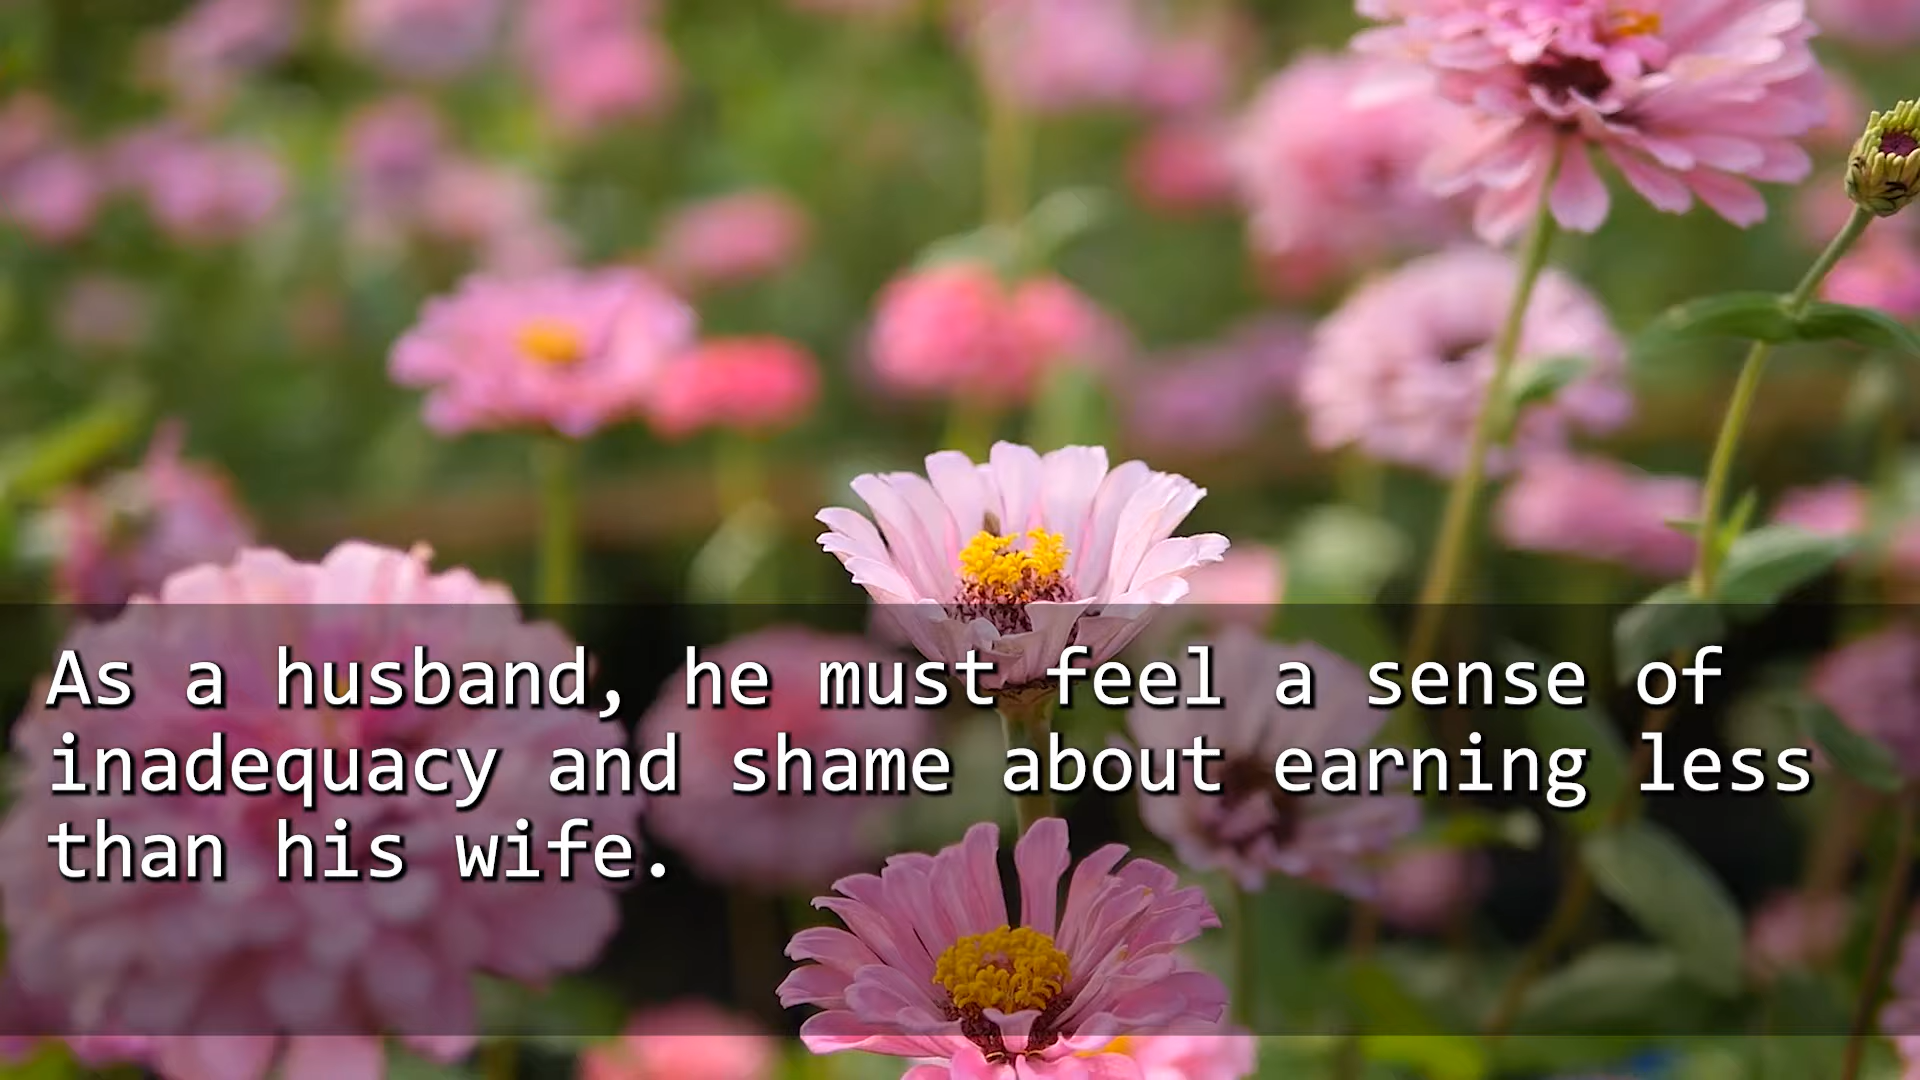 As a husband, he must feel a sense of
inadequacy and shame about earning less
than his wife.